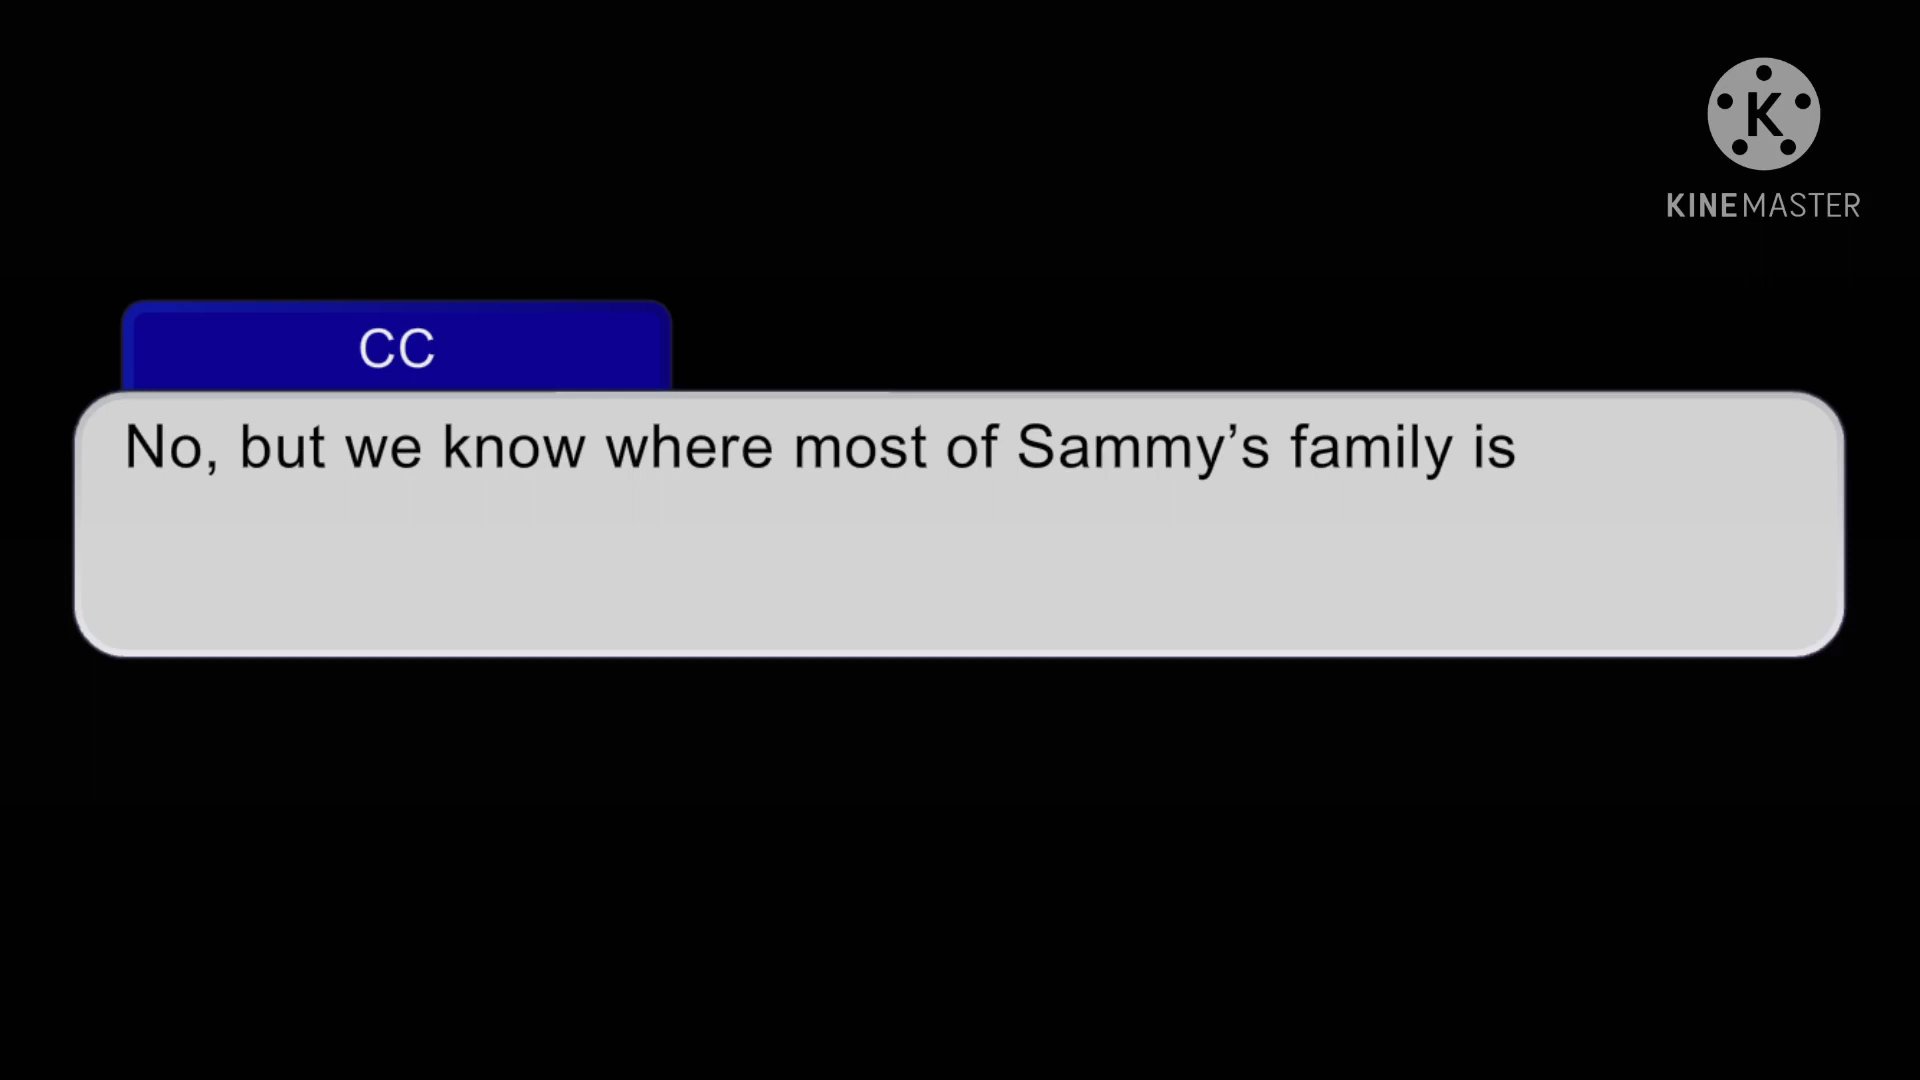 K
KINEMASTER
CC
No, but we know where most of Sammy’s family is